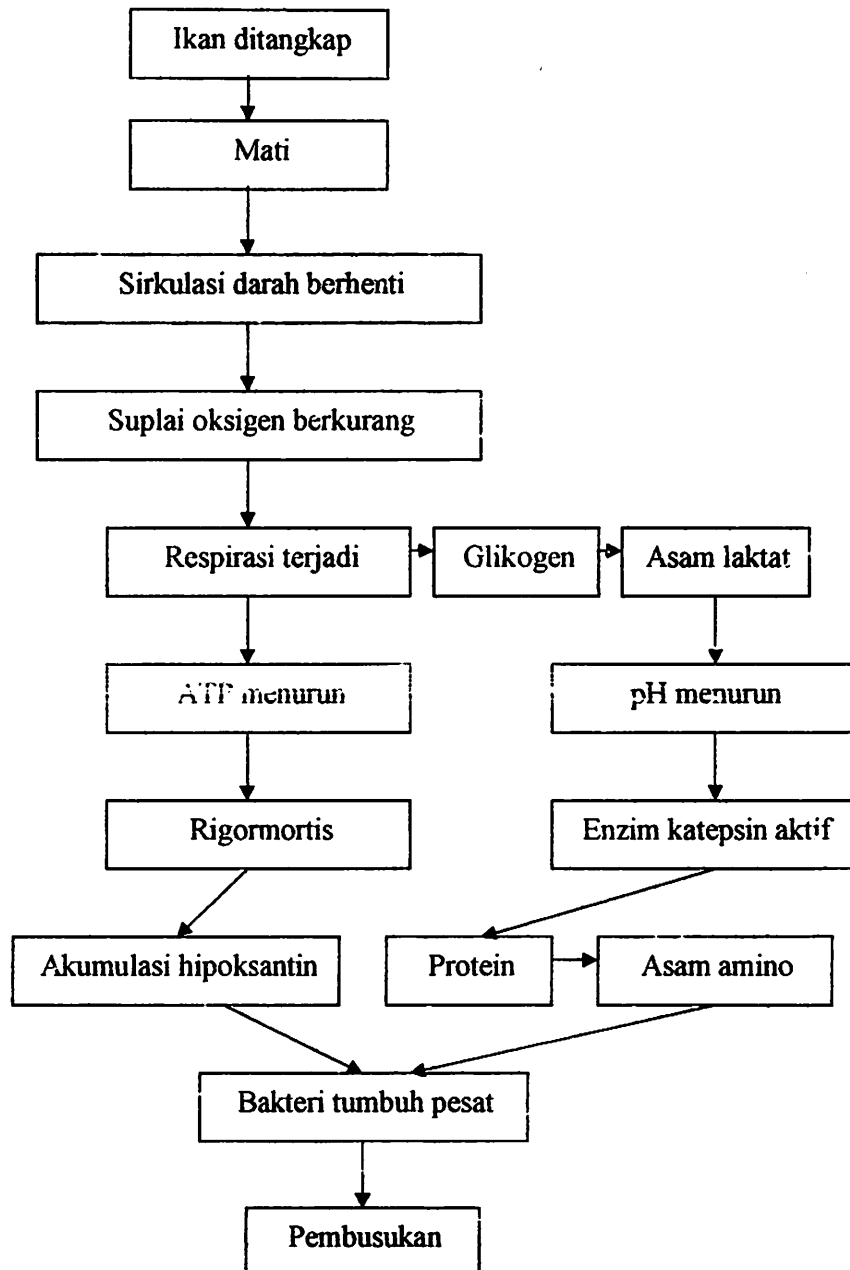 Ikan ditangkap
Mati
Sirkulasi darah berhenti
Suplai oksigen berkurang
Respirasi terjadi
Glikogen
Asam laktat
ATP menurun
pH menurun
Rigormortis
Enzim katepsin aktif
Akumulasi hipoksantin
Protein
Asam amino
Bakteri tumbuh pesat
Pembusukan